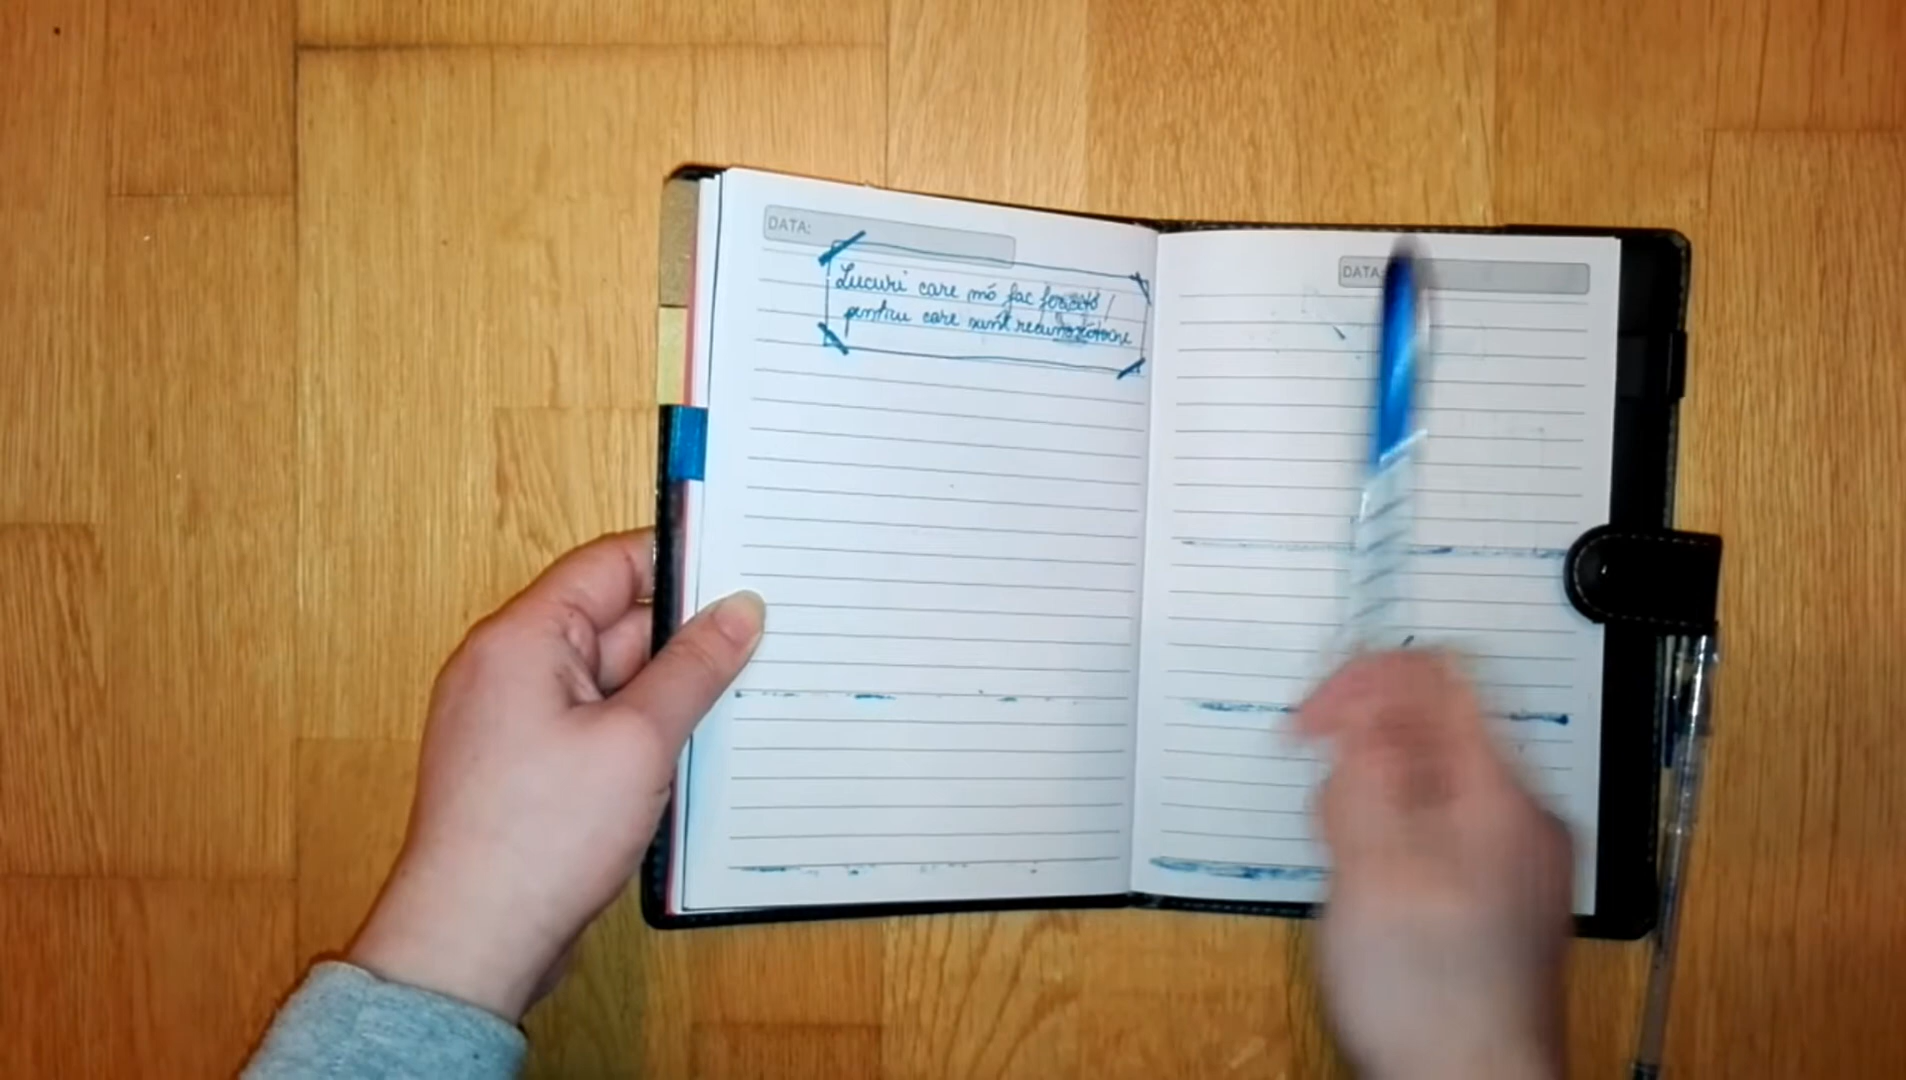 DATA:
Lucuri care mă fac fericită /
pentru care sunt recunoscătoare
DATA: